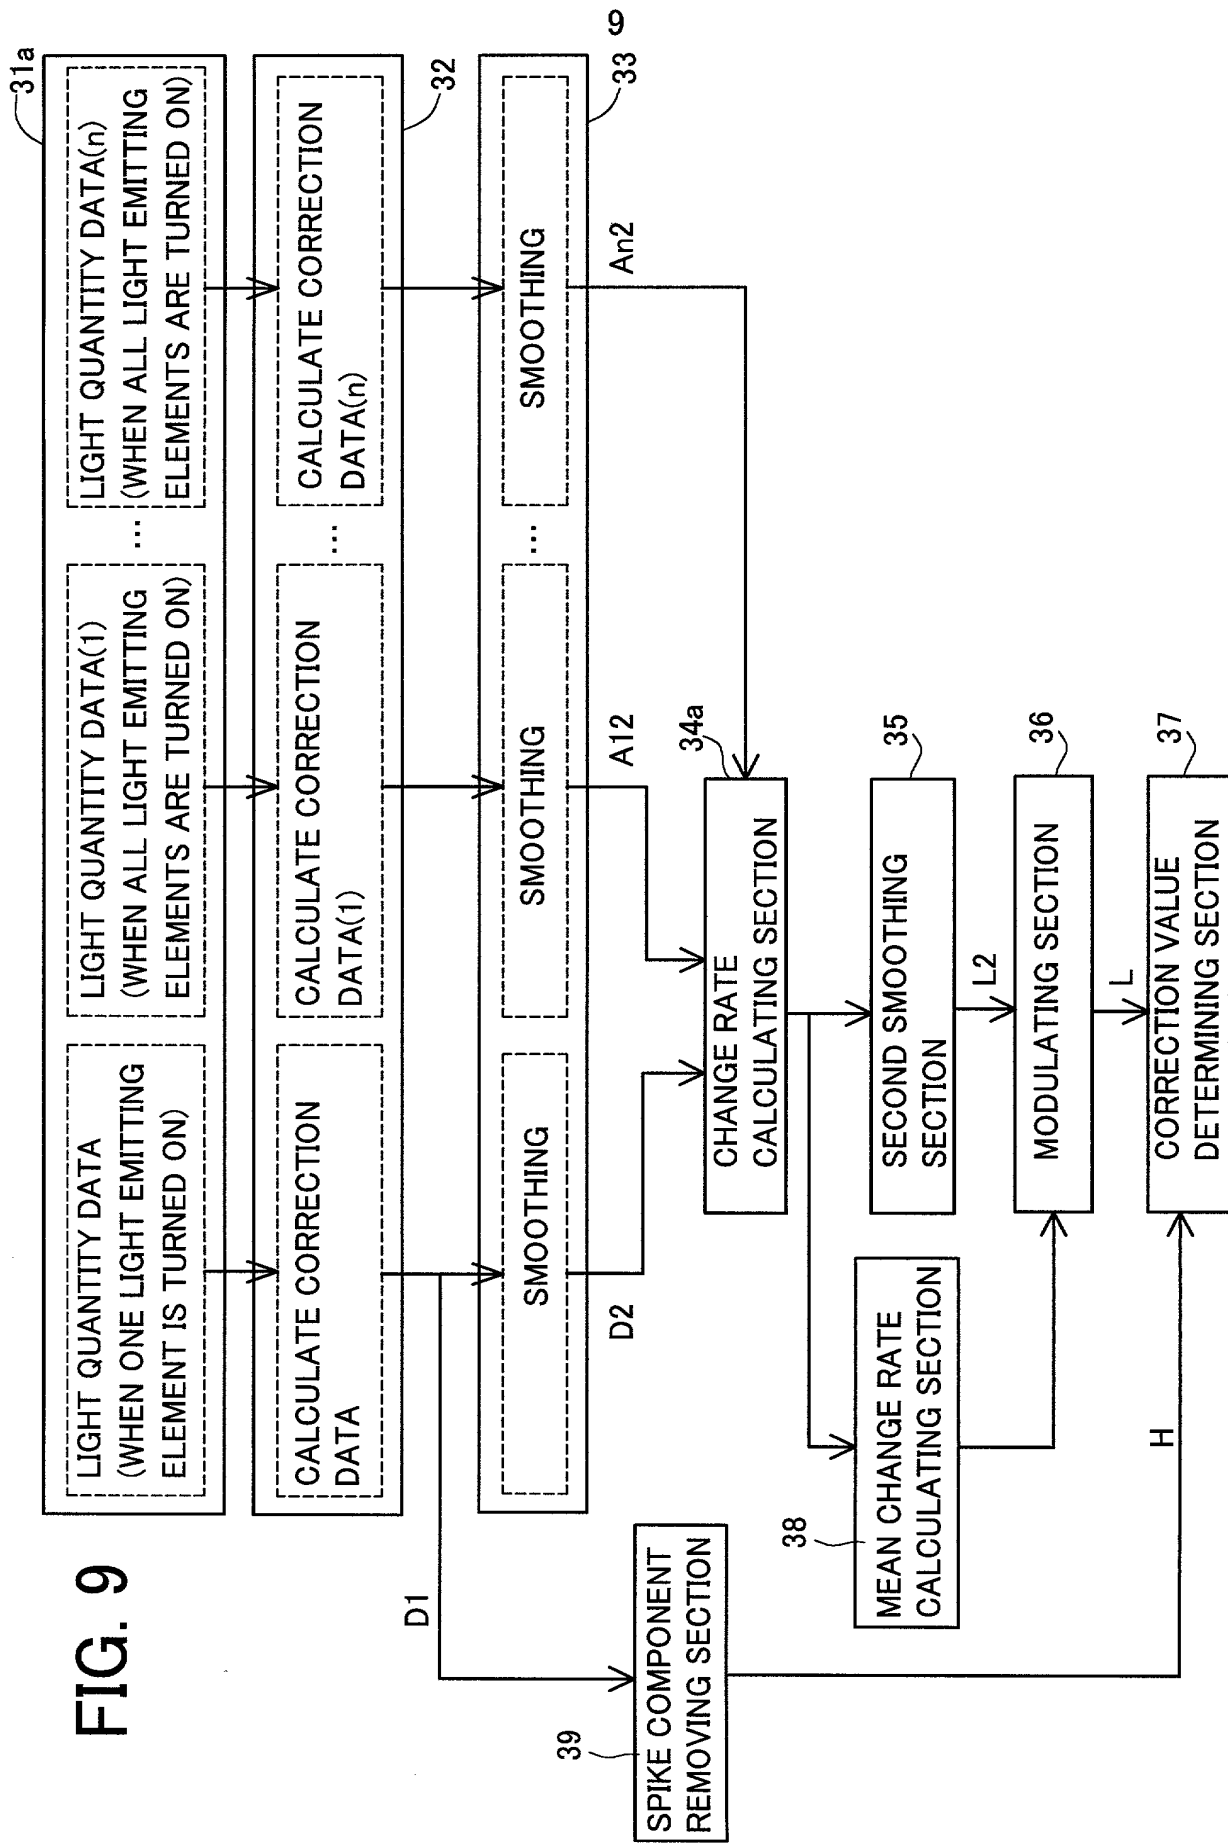 9
FIG. 9
31a
LIGHT QUANTITY DATA
(WHEN ONE LIGHT EMITTING
ELEMENT IS TURNED ON)
LIGHT QUANTITY DATA(1)
(WHEN ALL LIGHT EMITTING
ELEMENTS ARE TURNED ON)
...
LIGHT QUANTITY DATA(n)
(WHEN ALL LIGHT EMITTING
ELEMENTS ARE TURNED ON)
32
CALCULATE CORRECTION
DATA
CALCULATE CORRECTION
DATA(1)
...
CALCULATE CORRECTION
DATA(n)
33
D1
SMOOTHING
SMOOTHING
...
SMOOTHING
D2
A12
An2
39
SPIKE COMPONENT
REMOVING SECTION
34a
CHANGE RATE
CALCULATING SECTION
38
MEAN CHANGE RATE
CALCULATING SECTION
35
SECOND SMOOTHING
SECTION
L2
36
MODULATING SECTION
L
H
37
CORRECTION VALUE
DETERMINING SECTION